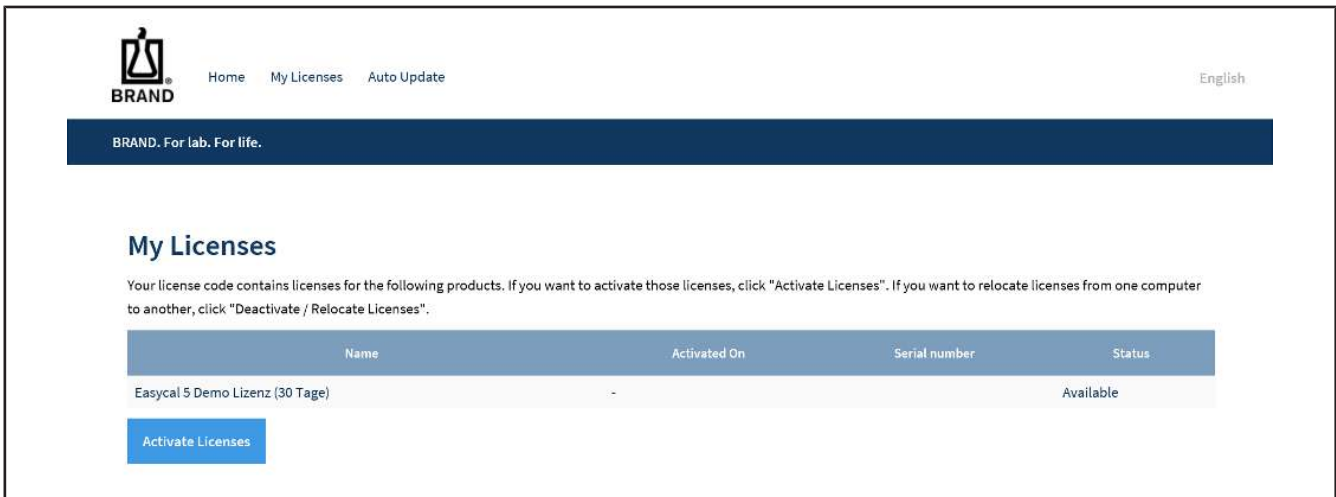 BRAND®
Home My Licenses Auto Update
English
BRAND. For lab. For life.
My Licenses
Your license code contains licenses for the following products. If you want to activate those licenses, click "Activate Licenses". If you want to relocate licenses from one computer
to another, click "Deactivate / Relocate Licenses".
Name Activated On Serial number Status
Easycal 5 Demo Lizenz (30 Tage) - Available
Activate Licenses